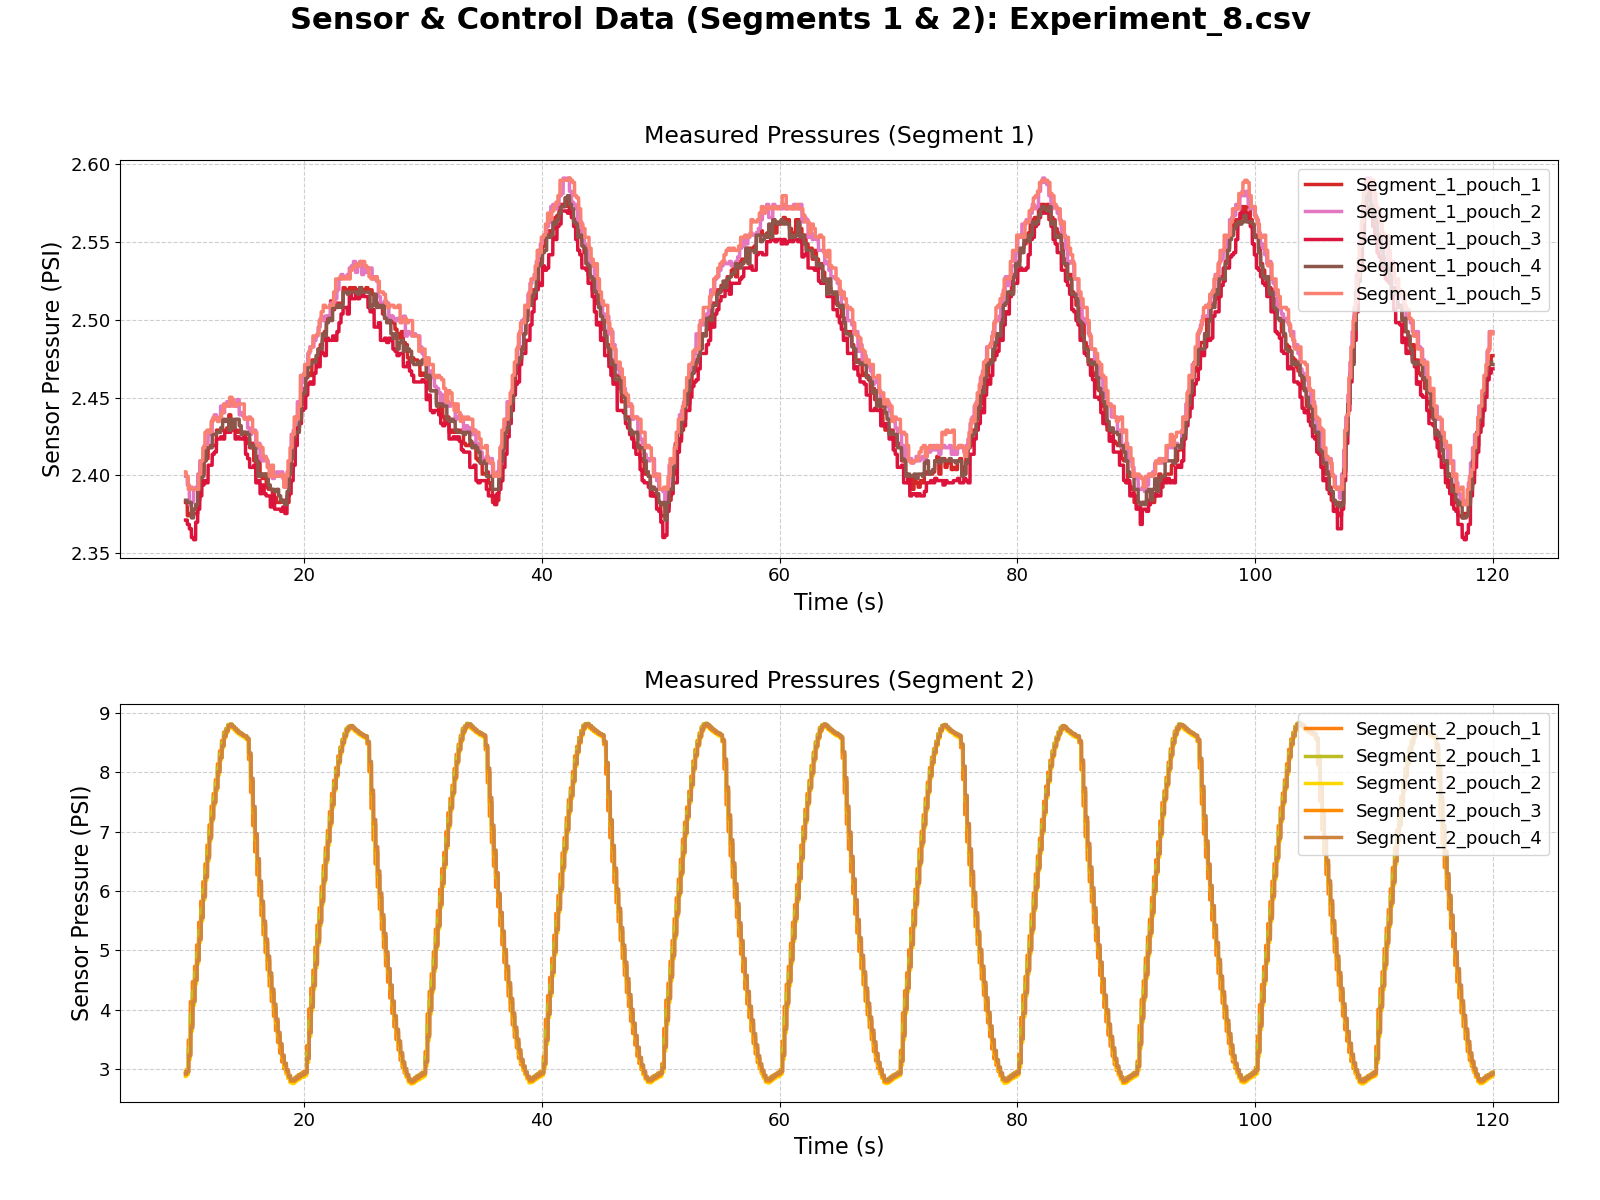 Sensor & Control Data (Segments 1 & 2): Experiment_8.csv
Measured Pressures (Segment 1)
Sensor Pressure (PSI)
2.60
2.55
2.50
2.45
2.40
2.35
Segment_1_pouch_1
Segment_1_pouch_2
Segment_1_pouch_3
Segment_1_pouch_4
Segment_1_pouch_5
20 40 60 80 100 120
Time (s)
Measured Pressures (Segment 2)
Sensor Pressure (PSI)
9
8
7
6
5
4
3
Segment_2_pouch_1
Segment_2_pouch_1
Segment_2_pouch_2
Segment_2_pouch_3
Segment_2_pouch_4
20 40 60 80 100 120
Time (s)